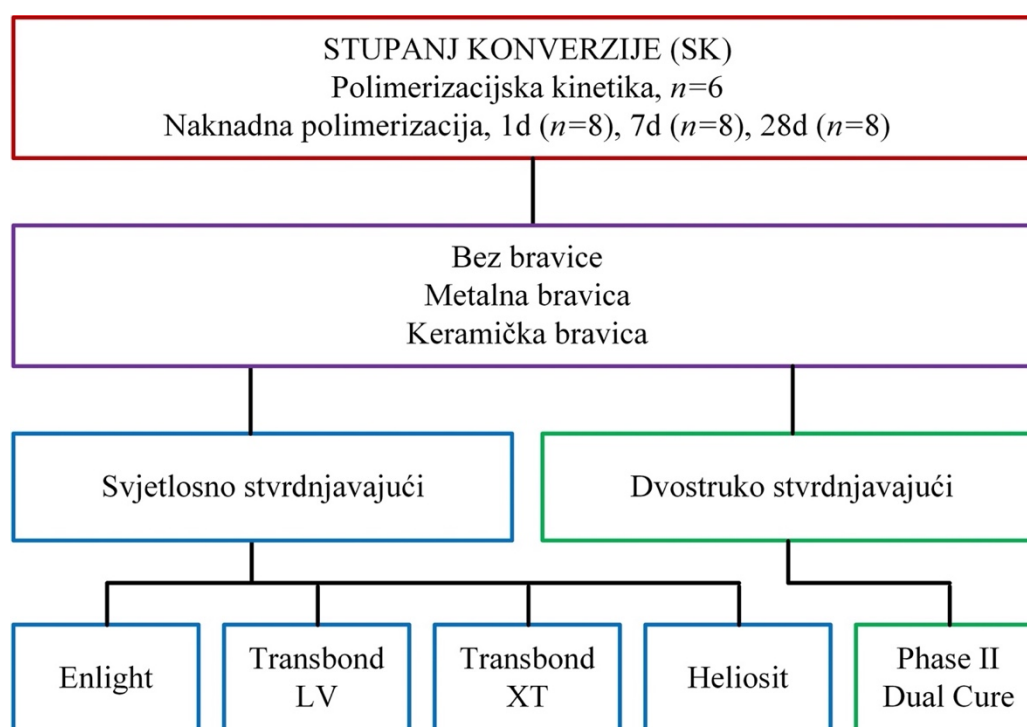 STUPANJ KONVERZIJE (SK)
Polimerizacijska kinetika, n=6
Naknadna polimerizacija, 1d (n=8), 7d (n=8), 28d (n=8)
Bez bravice
Metalna bravica
Keramička bravica
Svjetlosno stvrdnjavajući
Dvostruko stvrdnjavajući
Enlight
Transbond
LV
Transbond
XT
Heliosit
Phase II
Dual Cure